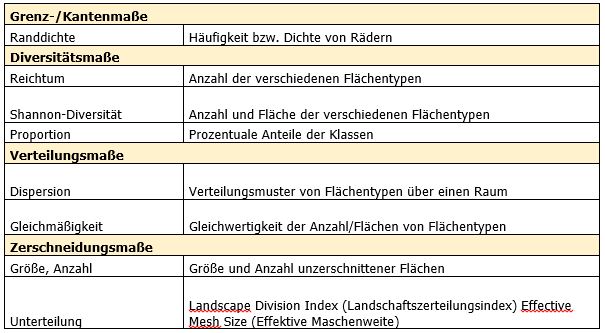 Grenz-/Kantenmaße
Randdichte Häufigkeit bzw. Dichte von Rädern
Diversitätsmaße
Reichtum Anzahl der verschiedenen Flächentypen
Shannon-Diversität Anzahl und Fläche der verschiedenen Flächentypen
Proportion Prozentuale Anteile der Klassen
Verteilungsmaße
Dispersion Verteilungsmuster von Flächentypen über einen Raum
Gleichmäßigkeit Gleichwertigkeit der Anzahl/Flächen von Flächentypen
Zerschneidungsmaße
Größe, Anzahl Größe und Anzahl unzerschnittener Flächen
Landscape Division Index (Landschaftszerteilungsindex) Effective
Unterteilung Mesh Size (Effektive Maschenweite)